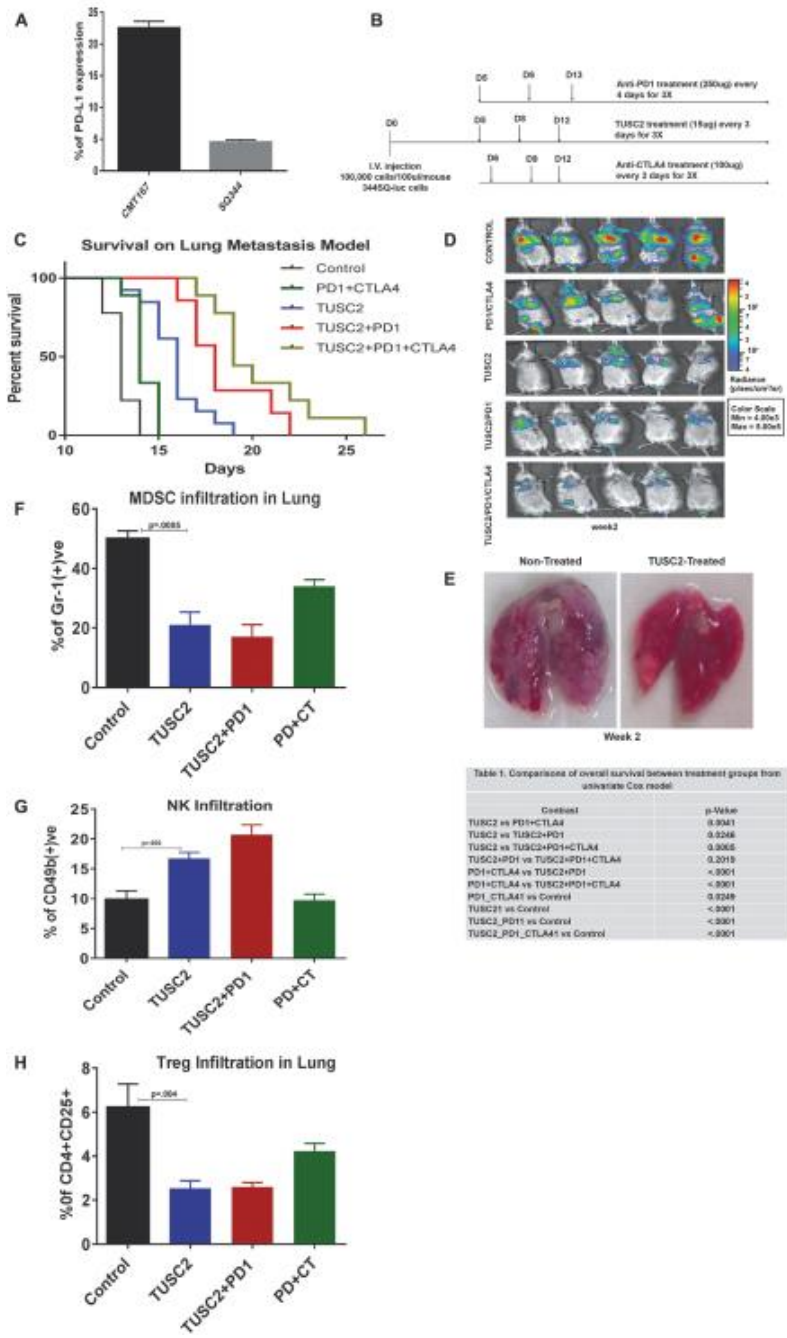 A
%of PD-L1 expression
25
20
15
10
5
0
CMT167
SQ344
B
D5
D9
D13
Anti-PD1 treatment (250ug) every
4 days for 3X
D0
D12
TUSC2 treatment (15ug) every 3
days for 3X
I.V. injection
100,000 cells/100ul/mouse
344SQ-luc cells
D6
D9
D12
Anti-CTLA4 treatment (100ug)
every 3 days for 3X
C
Survival on Lung Metastasis Model
Percent survival
100
50
0
10
15
20
25
Days
Control
PD1+CTLA4
TUSC2
TUSC2+PD1
TUSC2+PD1+CTLA4
D
CONTROL
PD1/CTLA4
TUSC2
TUSC2/PD1
TUSC2/PD1/CTLA4
Radiance
(p/sec/cm²/sr)
Color Scale
Min = 4.00e3
week2
E
Non-Treated
TUSC2-Treated
Week 2
F
MDSC infiltration in Lung
%of Gr-1(+)ve
60
40
20
0
p=.0005
Control
TUSC2
TUSC2+PD1
PD+CT
Table 1. Comparisons of overall survival between treatment groups from
univariate Cox model
Contrast
p-Value
TUSC2 vs PD1+CTLA4
0.0041
TUSC2 vs TUSC2+PD1
0.0246
TUSC2 vs TUSC2+PD1+CTLA4
0.0005
TUSC2+PD1 vs TUSC2+PD1+CTLA4
0.2019
PD1+CTLA4 vs TUSC2+PD1
<.0001
PD1+CTLA4 vs TUSC2+PD1+CTLA4
<.0001
PD1_CTLA41 vs Control
0.0249
TUSC21 vs Control
<.0001
TUSC2_PD11 vs Control
<.0001
TUSC2_PD1_CTLA41 vs Control
<.0001
G
NK Infiltration
% of CD49b(+)ve
25
20
15
10
5
0
Control
TUSC2
TUSC2+PD1
PD+CT
H
Treg Infiltration in Lung
%0f CD4+CD25+
8
6
4
2
0
p=.004
Control
TUSC2
TUSC2+PD1
PD+CT